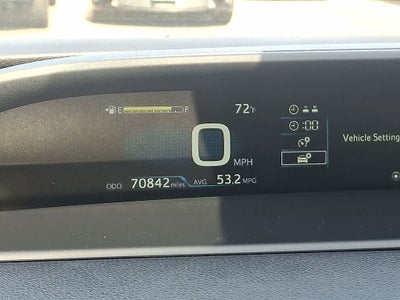 E F 72°F
:00
Vehicle Setting
0 MPH
ODO 70842 miles AVG 53.2 MPG